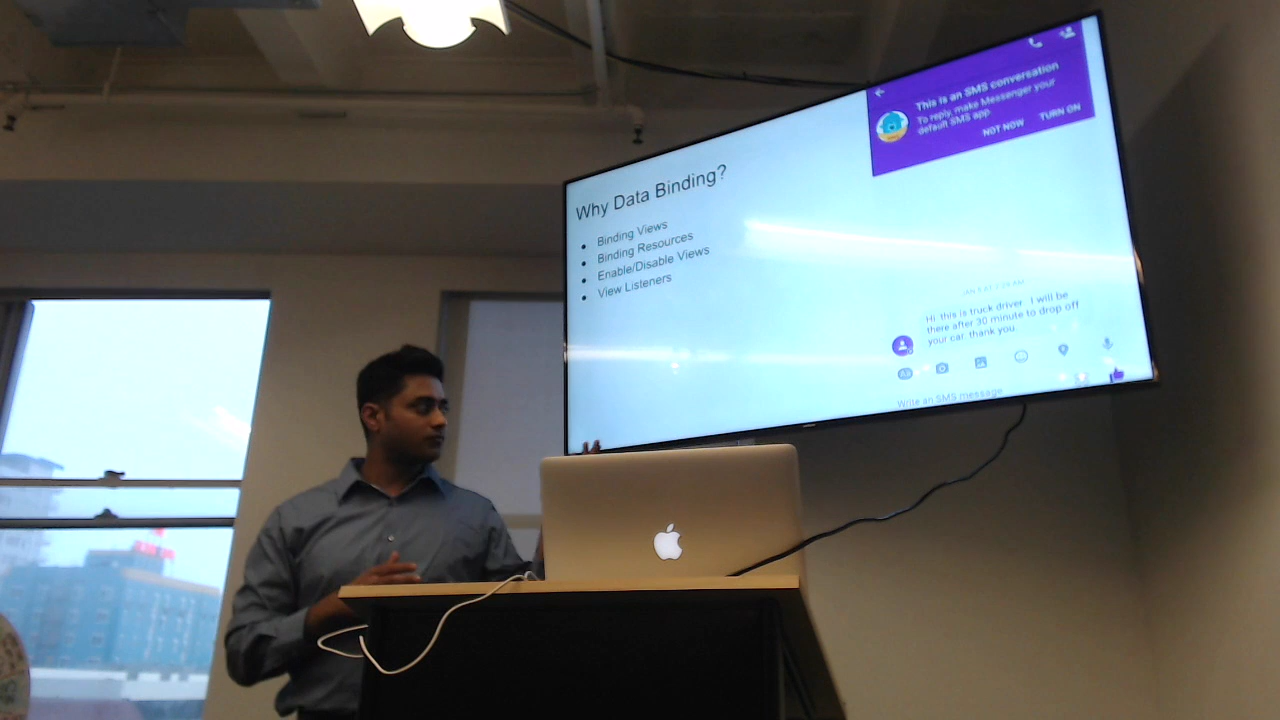 Why Data Binding?
Binding Views
Binding Resources
Enable/Disable Views
View Listeners
This is an SMS conversation
To reply, make Messenger your
default SMS app
NOT NOW TURN ON
Hi, this is truck driver. I will be
there after 30 minute to drop off
your car. thank you.
Aa
Write an SMS message